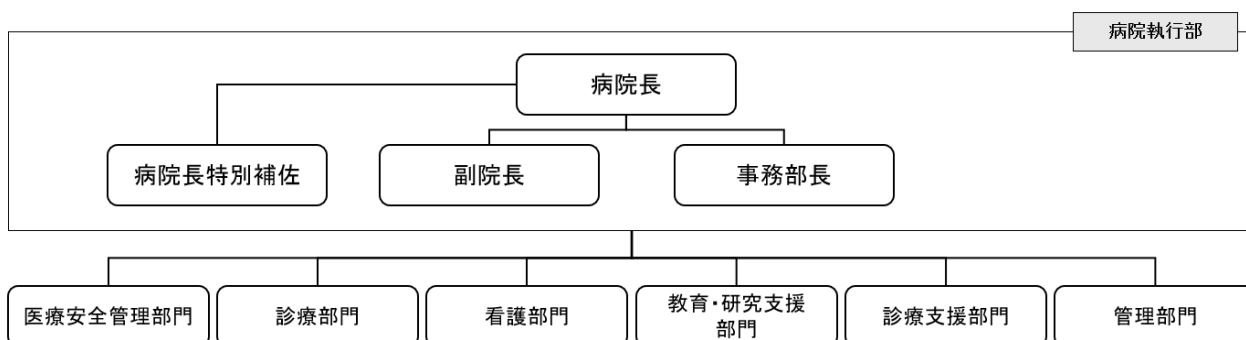 病院執行部
病院長
病院長特別補佐
副院長
事務部長
医療安全管理部門
診療部門
看護部門
教育・研究支援
部門
診療支援部門
管理部門